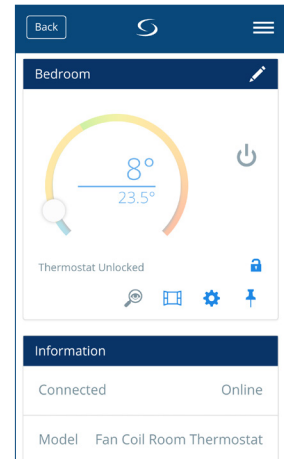 Back
Bedroom
8°
23.5°
Thermostat Unlocked
Information
Connected Online
Model Fan Coil Room Thermostat